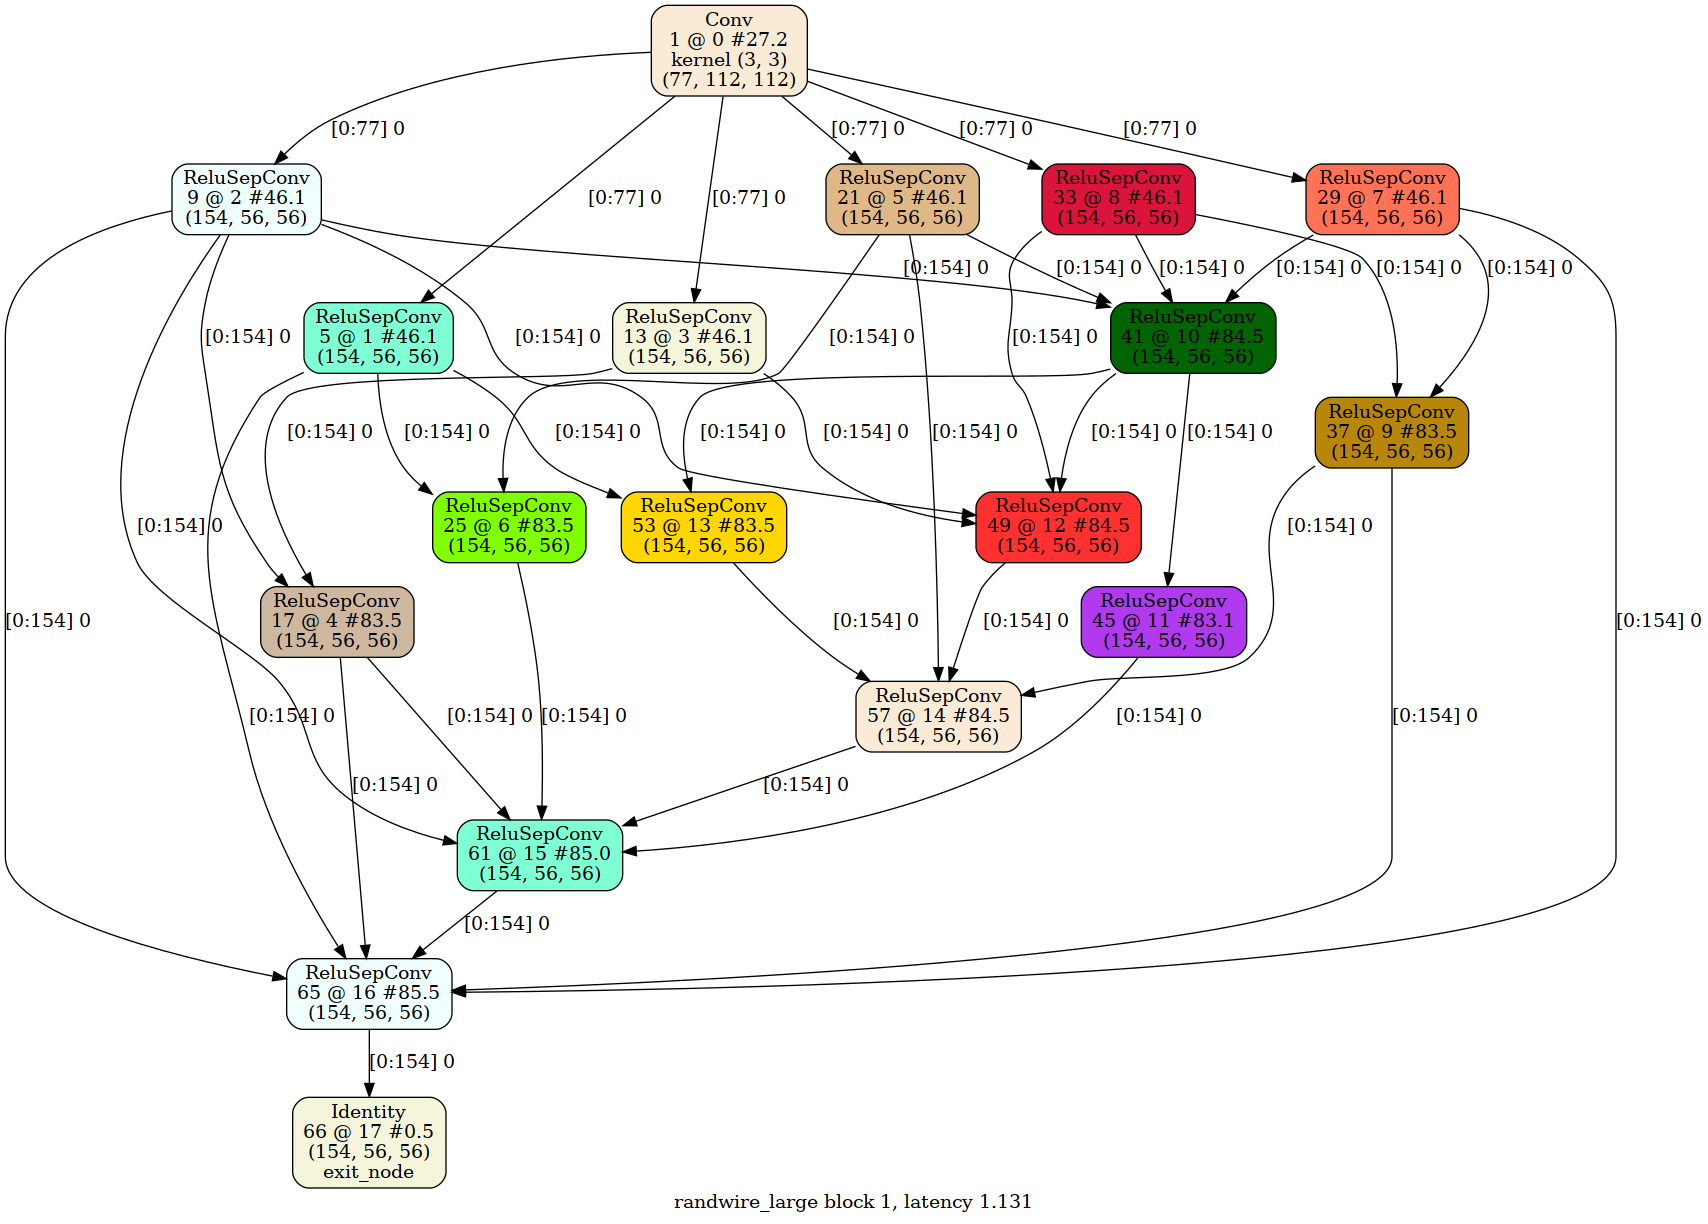 Conv
1 @ 0 #27.2
kernel (3, 3)
(77, 112, 112)
[0:77] 0
[0:77] 0
[0:77] 0
[0:77] 0
ReluSepConv
9 @ 2 #46.1
(154, 56, 56)
[0:77] 0
[0:77] 0
ReluSepConv
21 @ 5 #46.1
(154, 56, 56)
ReluSepConv
33 @ 8 #46.1
(154, 56, 56)
ReluSepConv
29 @ 7 #46.1
(154, 56, 56)
[0:154] 0
[0:154] 0
[0:154] 0
[0:154] 0
[0:154] 0
[0:154] 0
[0:154] 0
ReluSepConv
5 @ 1 #46.1
(154, 56, 56)
[0:154] 0
ReluSepConv
13 @ 3 #46.1
(154, 56, 56)
[0:154] 0
[0:154] 0
ReluSepConv
41 @ 10 #84.5
(154, 56, 56)
[0:154] 0
[0:154] 0
[0:154] 0
[0:154] 0
[0:154] 0
[0:154] 0
[0:154] 0
[0:154] 0
ReluSepConv
37 @ 9 #83.5
(154, 56, 56)
[0:154] 0
ReluSepConv
25 @ 6 #83.5
(154, 56, 56)
ReluSepConv
53 @ 13 #83.5
(154, 56, 56)
ReluSepConv
49 @ 12 #84.5
(154, 56, 56)
[0:154] 0
[0:154] 0
ReluSepConv
17 @ 4 #83.5
(154, 56, 56)
[0:154] 0
[0:154] 0
ReluSepConv
45 @ 11 #83.1
(154, 56, 56)
[0:154] 0
[0:154] 0
[0:154] 0
[0:154] 0
ReluSepConv
57 @ 14 #84.5
(154, 56, 56)
[0:154] 0
[0:154] 0
[0:154] 0
[0:154] 0
ReluSepConv
61 @ 15 #85.0
(154, 56, 56)
[0:154] 0
ReluSepConv
65 @ 16 #85.5
(154, 56, 56)
[0:154] 0
Identity
66 @ 17 #0.5
(154, 56, 56)
exit_node
randwire_large block 1, latency 1.131